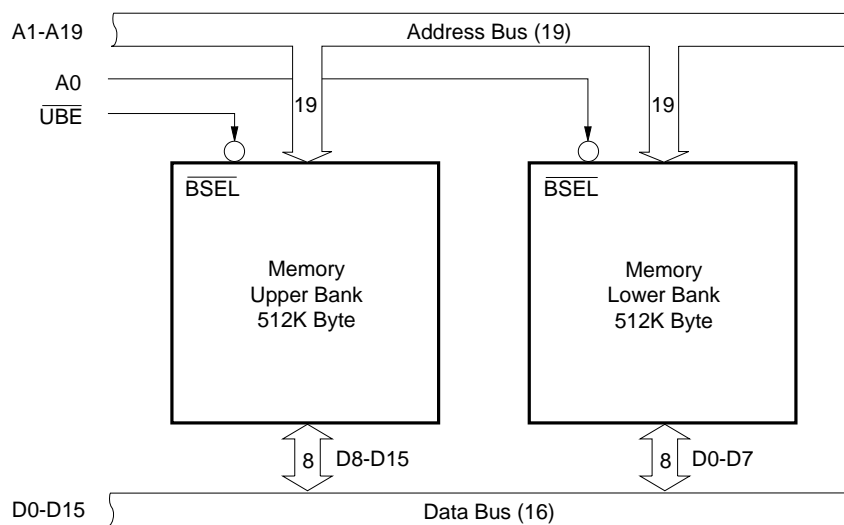 A1-A19
Address Bus (19)
A0
UBE
19
19
BSEL
BSEL
Memory
Upper Bank
512K Byte
Memory
Lower Bank
512K Byte
8
D8-D15
8
D0-D7
D0-D15
Data Bus (16)